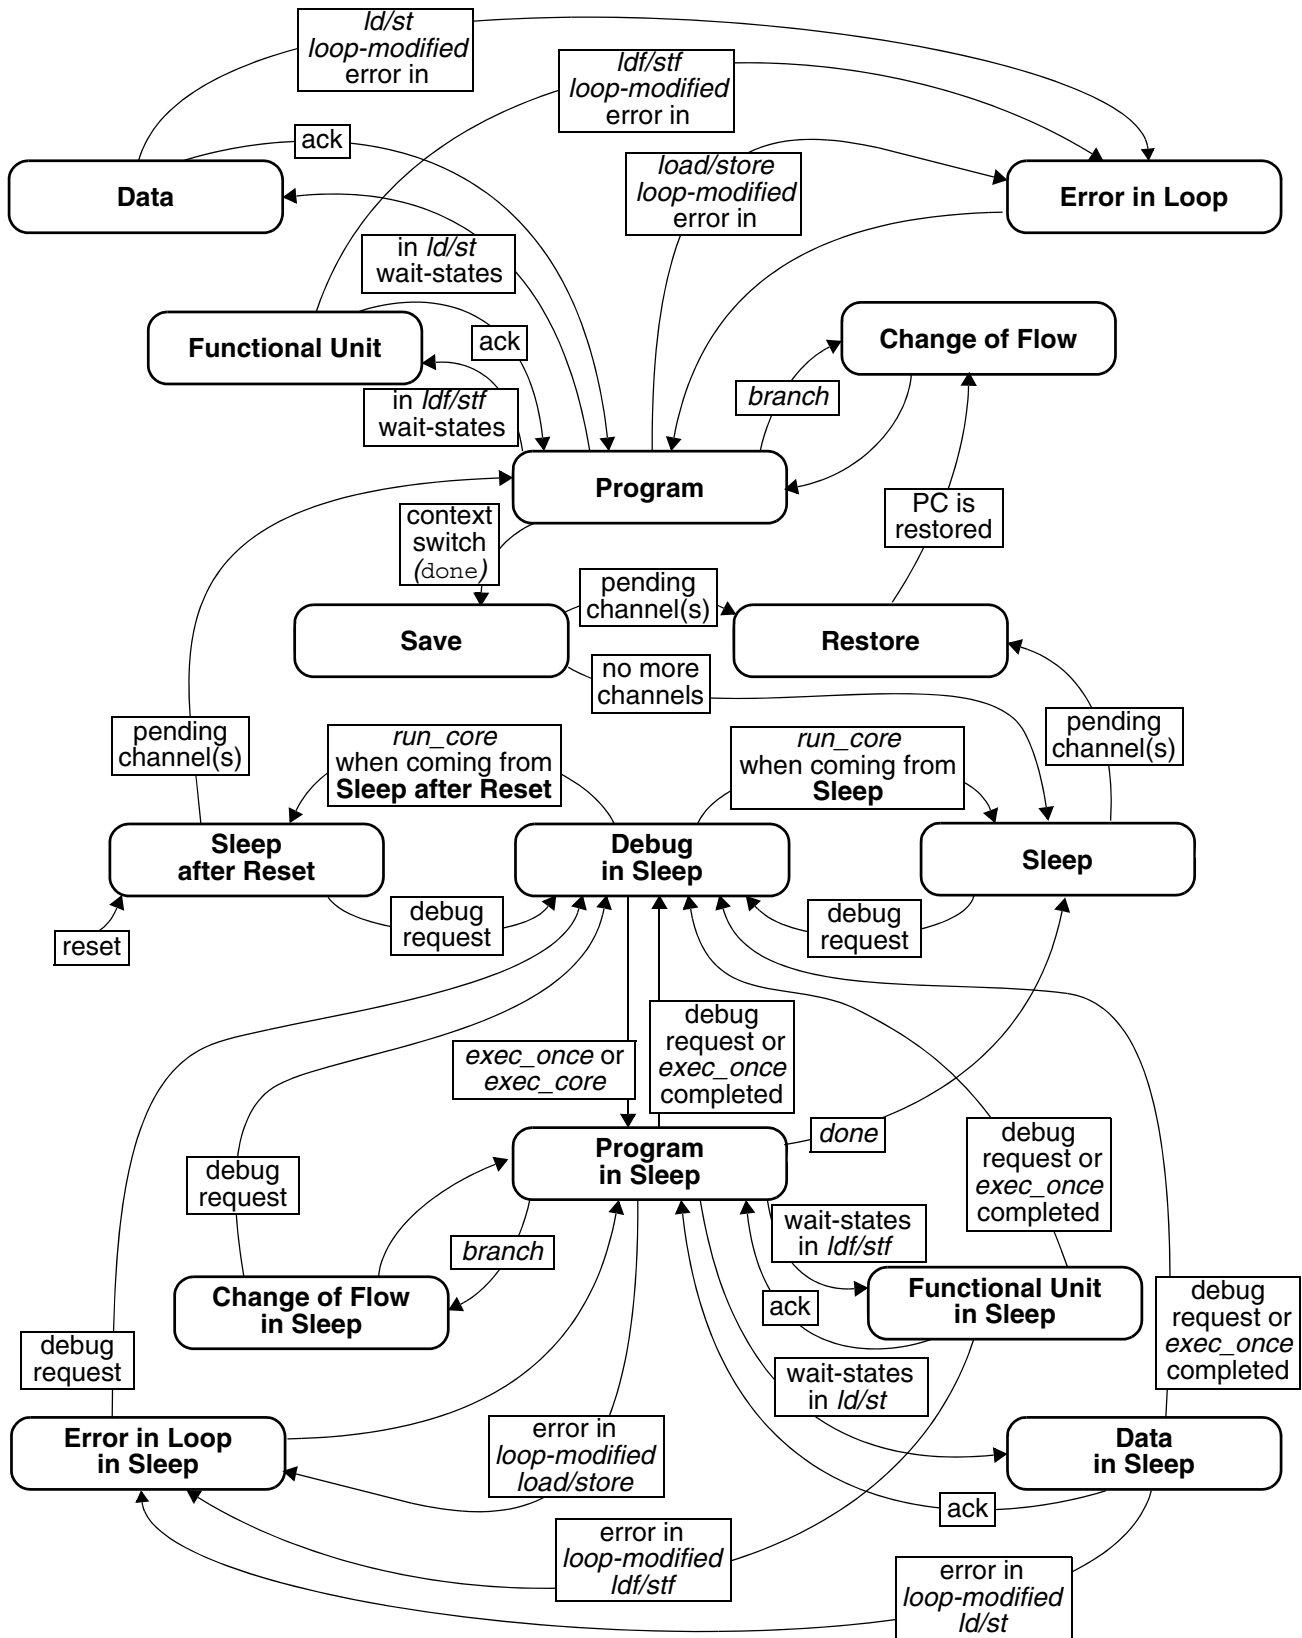 ld/st
loop-modified
error in
ldf/stf
loop-modified
error in
ack
load/store
loop-modified
error in
Data
Error in Loop
in ld/st
wait-states
Functional Unit
ack
Change of Flow
in ldf/stf
wait-states
branch
Program
context
switch
(done)
PC is
restored
pending
channel(s)
Save
Restore
no more
channels
pending
channel(s)
run_core
when coming from
Sleep after Reset
run_core
when coming from
Sleep
pending
channel(s)
Sleep
after Reset
Debug
in Sleep
Sleep
reset
debug
request
debug
request
exec_once or
exec_core
debug
request or
exec_once
completed
done
debug
request or
exec_once
completed
Program
in Sleep
debug
request
branch
wait-states
in ldf/stf
Change of Flow
in Sleep
ack
Functional Unit
in Sleep
debug
request
debug
request or
exec_once
completed
wait-states
in ld/st
Error in Loop
in Sleep
error in
loop-modified
load/store
Data
in Sleep
ack
error in
loop-modified
ldf/stf
error in
loop-modified
ld/st